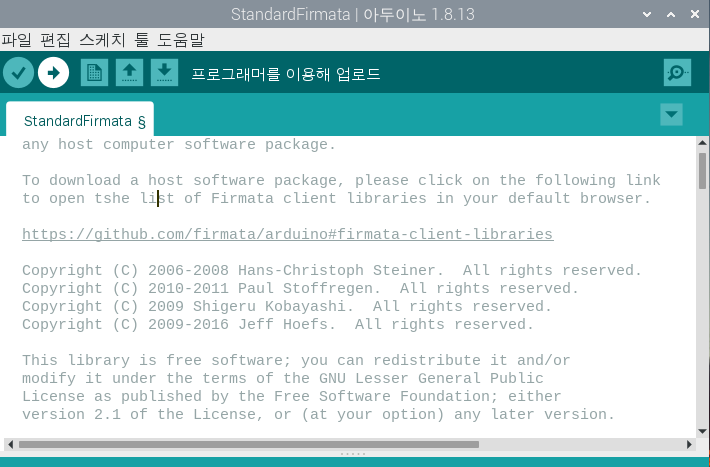 StandardFirmata | 아두이노 1.8.13
파일 편집 스케치 툴 도움말
프로그래머를 이용해 업로드
StandardFirmata §
any host computer software package.
To download a host software package, please click on the following link
to open tshe list of Firmata client libraries in your default browser.
https://github.com/firmata/arduino#firmata-client-libraries
Copyright (C) 2006-2008 Hans-Christoph Steiner.  All rights reserved.
Copyright (C) 2010-2011 Paul Stoffregen.  All rights reserved.
Copyright (C) 2009 Shigeru Kobayashi.  All rights reserved.
Copyright (C) 2009-2016 Jeff Hoefs.  All rights reserved.
This library is free software; you can redistribute it and/or
modify it under the terms of the GNU Lesser General Public
License as published by the Free Software Foundation; either
version 2.1 of the License, or (at your option) any later version.